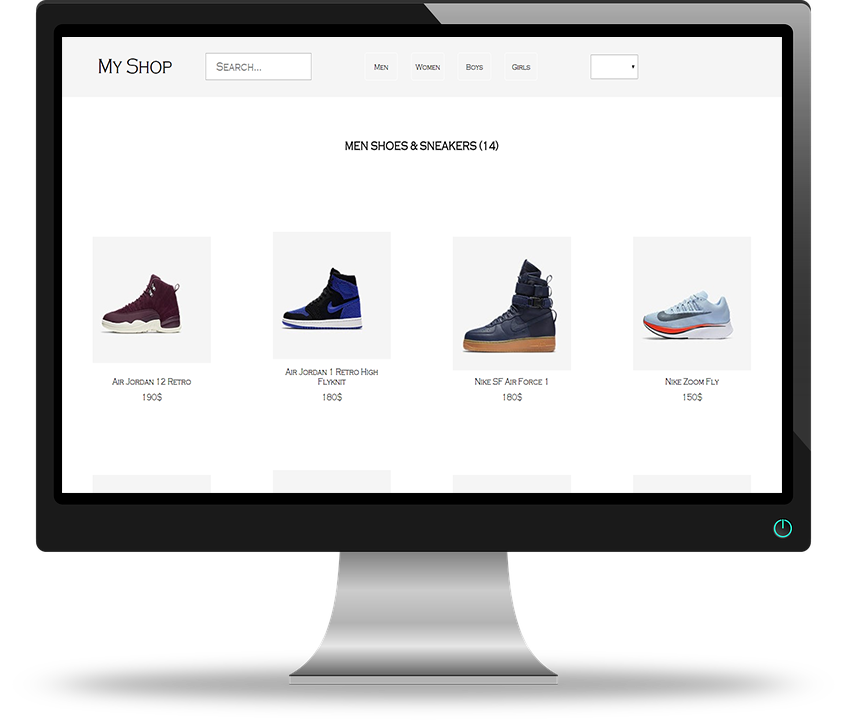 My Shop
Search...
Men
Women
Boys
Girls
MEN SHOES & SNEAKERS (14)
Air Jordan 12 Retro
190$
Air Jordan 1 Retro High
Flyknit
180$
Nike SF Air Force 1
180$
Nike Zoom Fly
150$